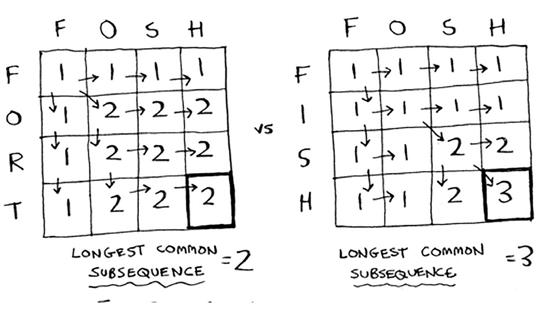 F O S H
F 1 1 1 1
O 1 2 2 2
R 1 2 2 2
T 1 2 2 2
LONGEST COMMON
SUBSEQUENCE = 2
vs
F O S H
F 1 1 1 1
I 1 1 1 1
S 1 1 2 2
H 1 1 2 3
LONGEST COMMON
SUBSEQUENCE = 3